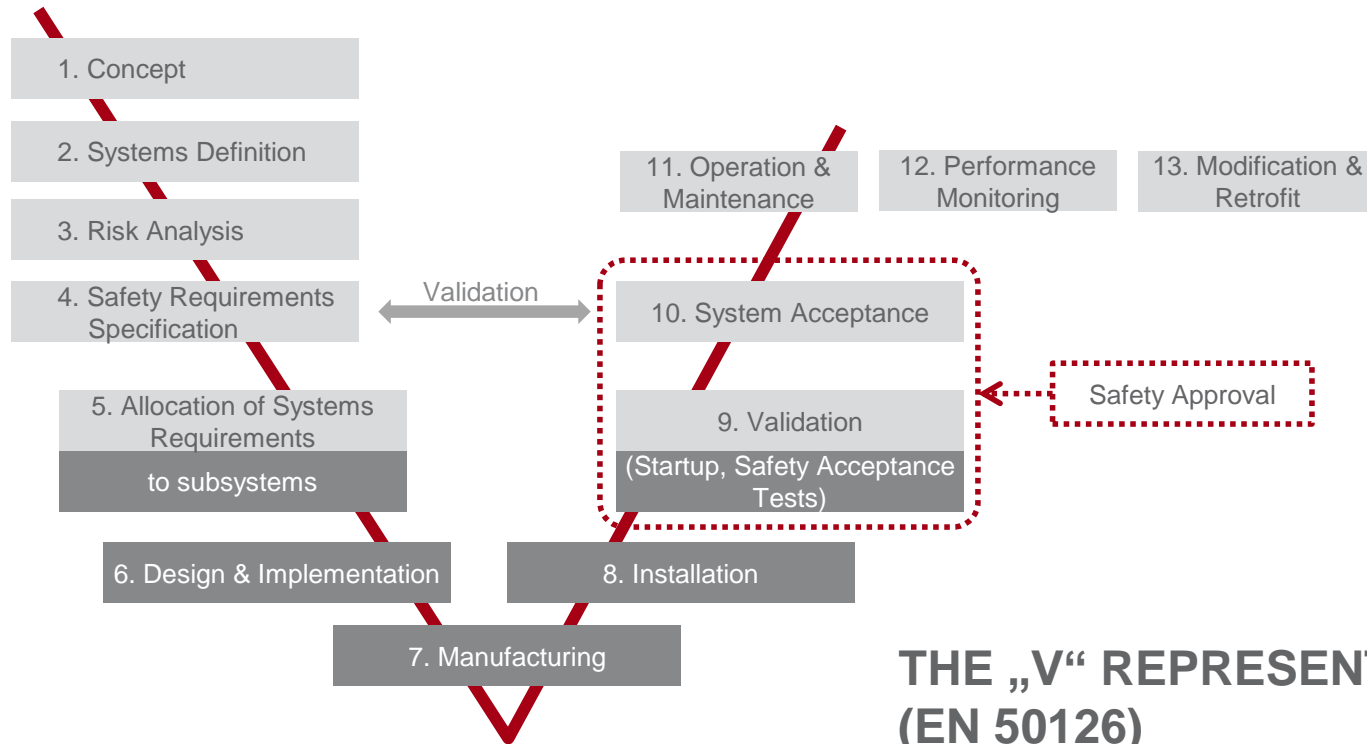 1. Concept
2. Systems Definition
3. Risk Analysis
4. Safety Requirements
Specification
Validation
5. Allocation of Systems
Requirements
to subsystems
6. Design & Implementation
7. Manufacturing
8. Installation
9. Validation
(Startup, Safety Acceptance
Tests)
10. System Acceptance
11. Operation &
Maintenance
12. Performance
Monitoring
13. Modification &
Retrofit
Safety Approval
THE „V“ REPRESENT
(EN 50126)